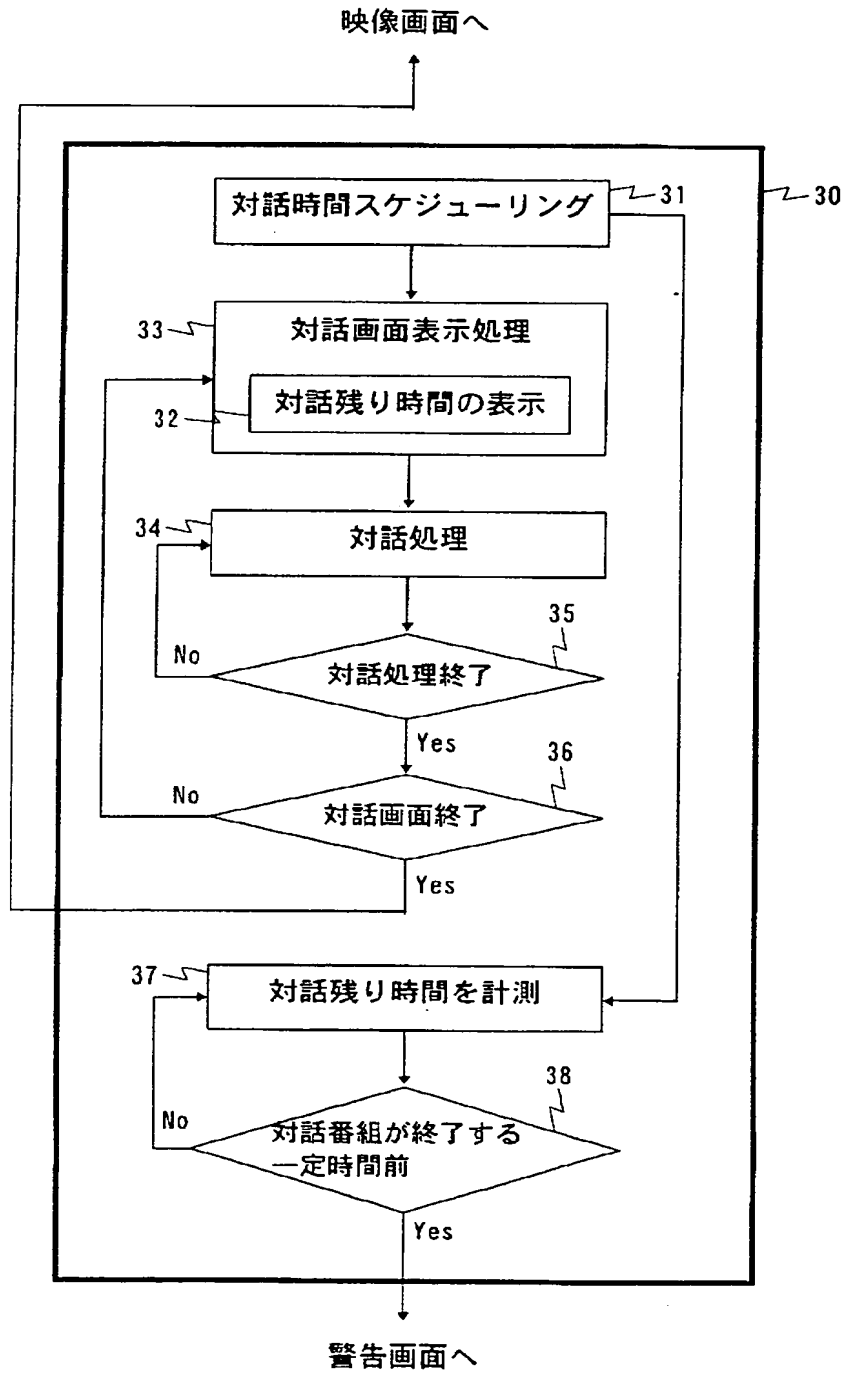 映像画面へ
30
対話時間スケジューリング
31
33
対話画面表示処理
32
対話残り時間の表示
34
対話処理
35
No
対話処理終了
Yes
36
No
対話画面終了
Yes
37
対話残り時間を計測
38
No
対話番組が終了する
一定時間前
Yes
警告画面へ